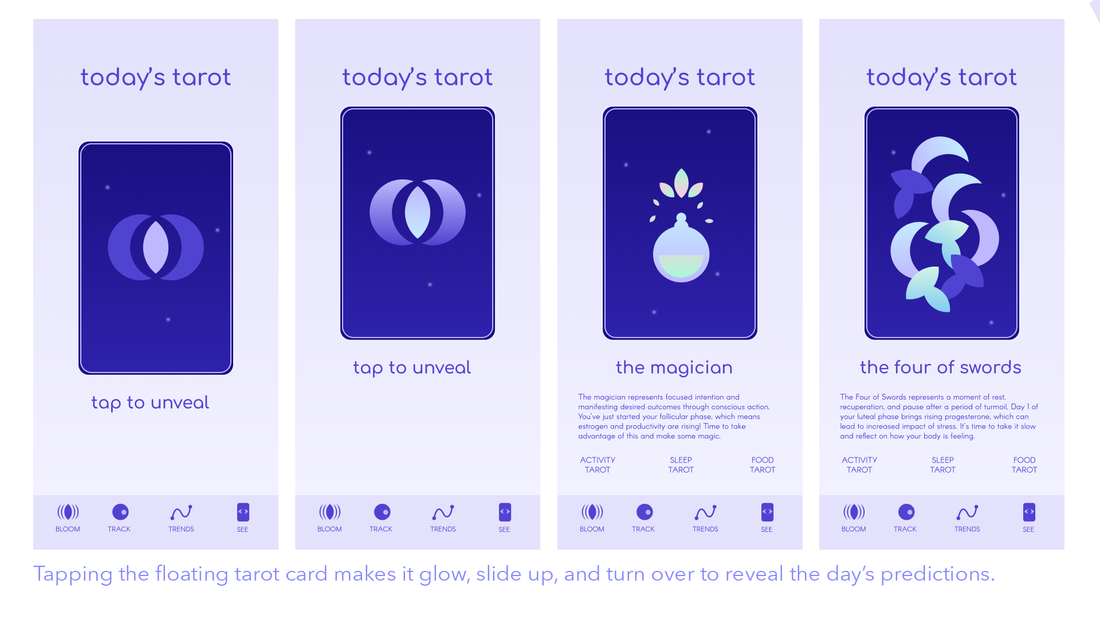 today's tarot
tap to unveal
BLOOM TRACK TRENDS SEE
today's tarot
tap to unveal
BLOOM TRACK TRENDS SEE
today's tarot
the magician
The magician represents focused intention and
manifesting desired outcomes through conscious action.
You've just started your follicular phase, which means
estrogen and productivity are rising! Time to take
advantage of this and make some magic.
ACTIVITY SLEEP FOOD
TAROT TAROT TAROT
BLOOM TRACK TRENDS SEE
today's tarot
the four of swords
The Four of Swords represents a moment of rest,
recuperation, and pause after a period of turmoil. Day 1 of
your luteal phase brings rising progesterone, which can
lead to increased impact of stress. It's time to take it slow
and reflect on how your body is feeling.
ACTIVITY SLEEP FOOD
TAROT TAROT TAROT
BLOOM TRACK TRENDS SEE
Tapping the floating tarot card makes it glow, slide up, and turn over to reveal the day's predictions.